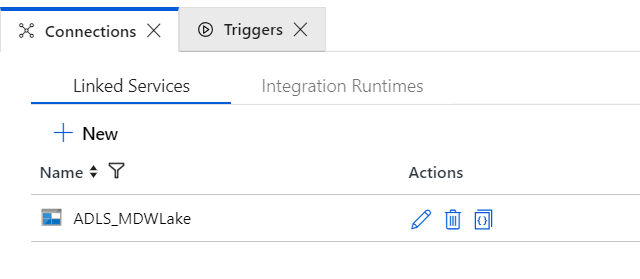 Connections Triggers
Linked Services Integration Runtimes
New
Name Actions
ADLS_MDWLake